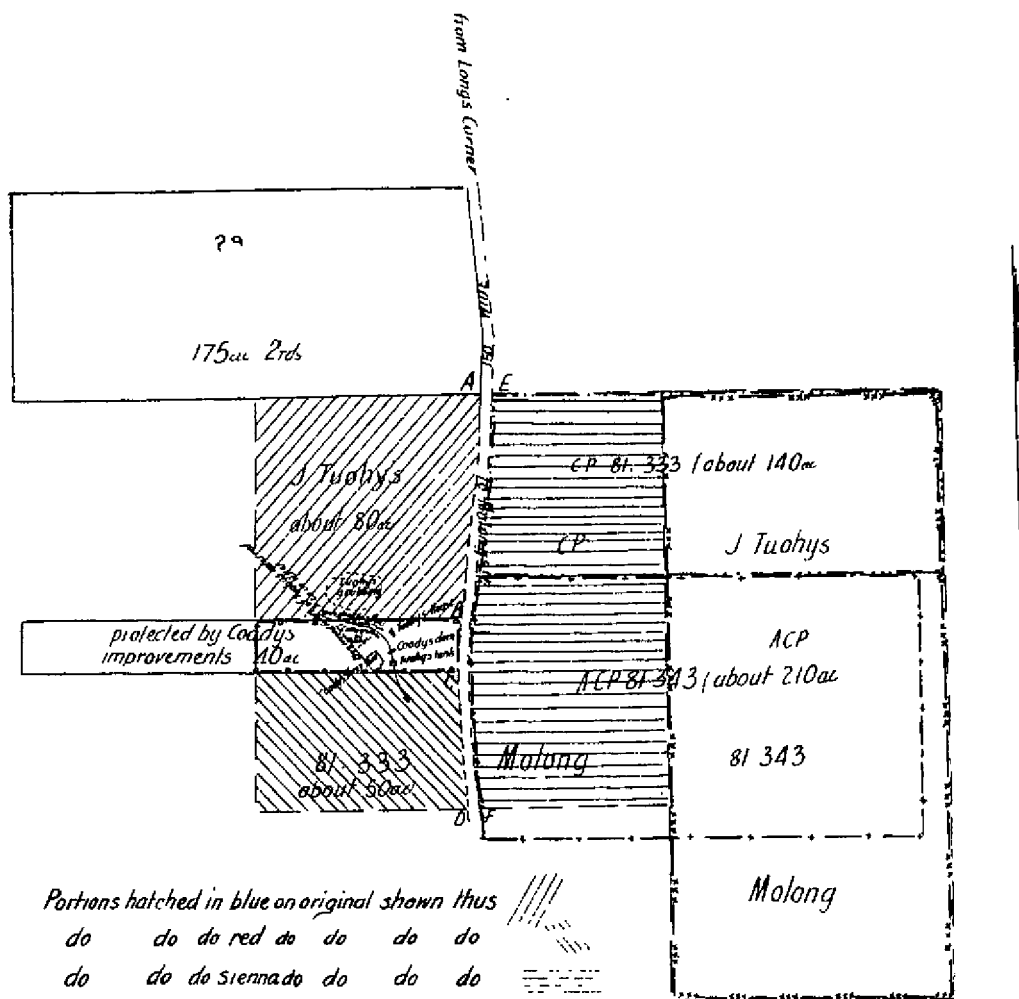 from Longs Corner
175ac 2rds
A E
J Tuohys
about 80ac
CP 81.333 / about 140ac
CP
J Tuohys
protected by Coadys
improvements 40ac
Coadys dam
Tuohys tank
ACP
ACP 81 343 / about 210ac
81.333
about 50ac
Molong
81 343
D F
Molong
Portions hatched in blue on original shown thus
do do do red do do do do
do do do sienna do do do do